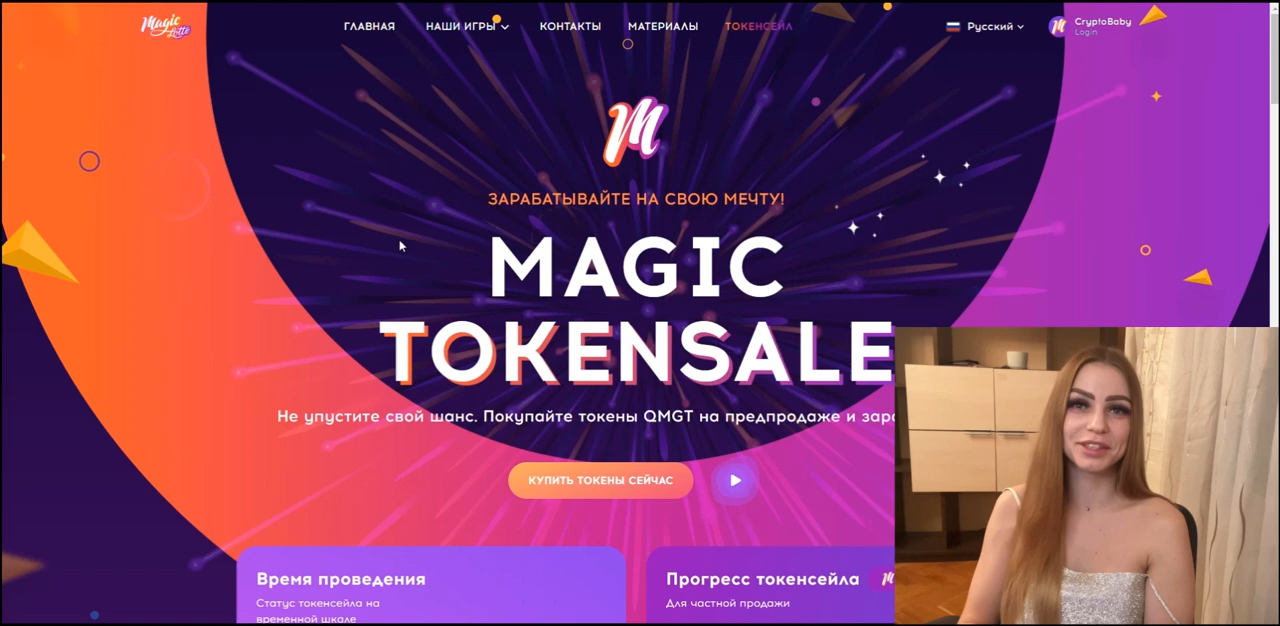 Magic Lotto
ГЛАВНАЯ
НАШИ ИГРЫ
КОНТАКТЫ
МАТЕРИАЛЫ
ТОКЕНСЕЙЛ
Русский
CryptoBaby
Login
M
ЗАРАБАТЫВАЙТЕ НА СВОЮ МЕЧТУ!
MAGIC
TOKENSALE
Не упустите свой шанс. Покупайте токены QMGT на предпродаже и
КУПИТЬ ТОКЕНЫ СЕЙЧАС
Время проведения
Статус токенсейла на
временной шкале
Прогресс токенсейла
Для частной продажи